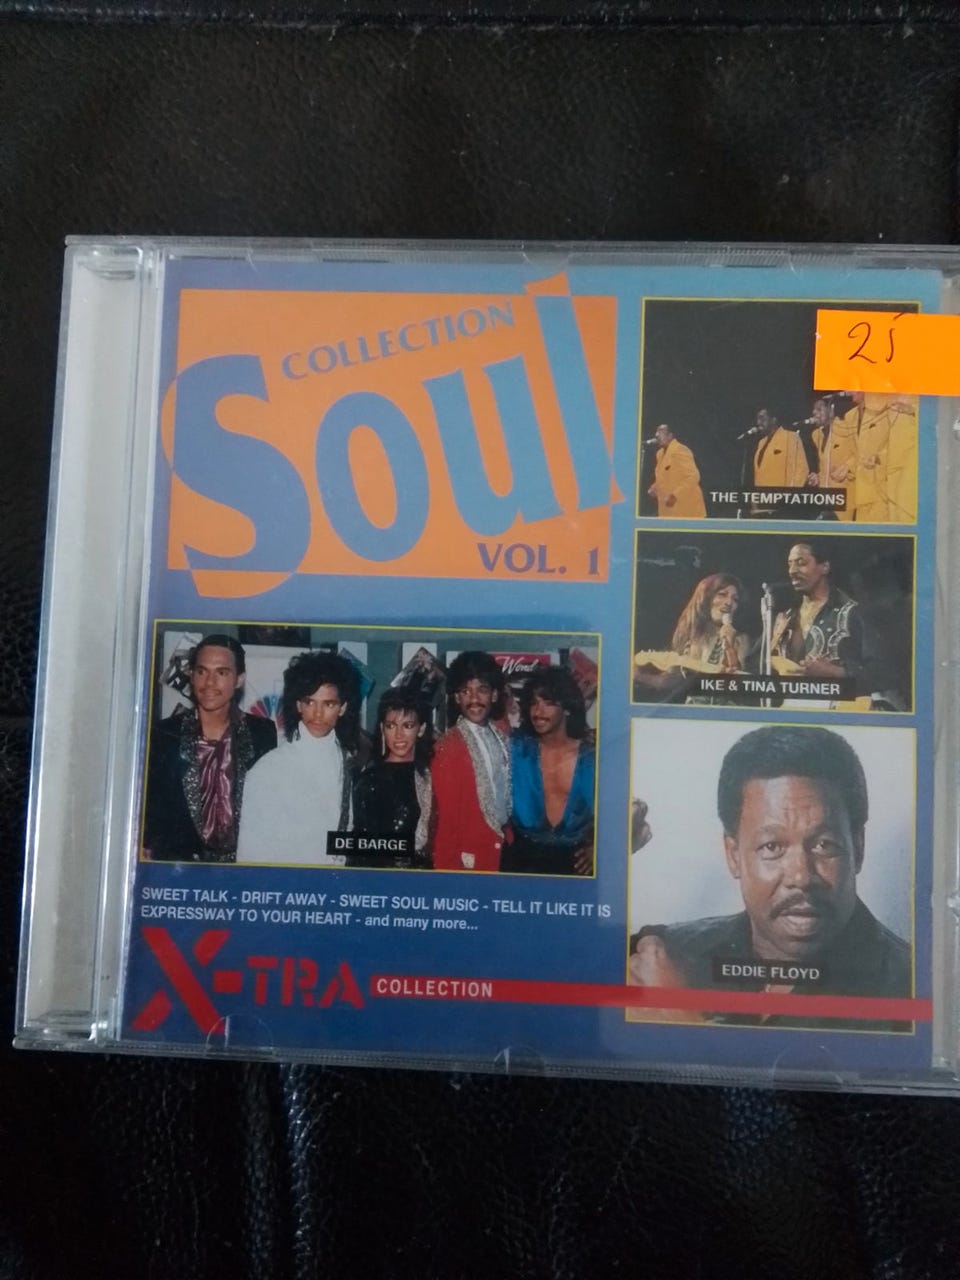 COLLECTION
Soul
VOL. 1
THE TEMPTATIONS
IKE & TINA TURNER
Wond
DE BARGE
EDDIE FLOYD
SWEET TALK - DRIFT AWAY - SWEET SOUL MUSIC - TELL IT LIKE IT IS
EXPRESSWAY TO YOUR HEART - and many more...
X-TRA COLLECTION